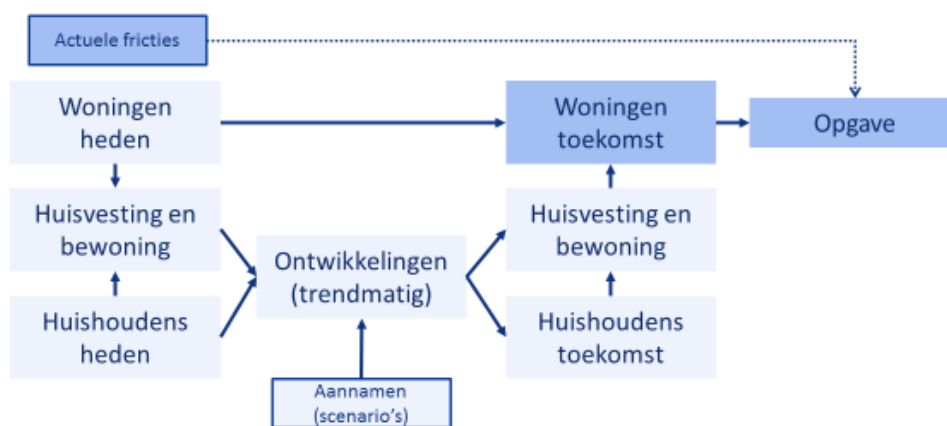 Actuele fricties
Woningen
heden
Woningen
toekomst
Opgave
Huisvesting en
bewoning
Ontwikkelingen
(trendmatig)
Huisvesting en
bewoning
Huishoudens
heden
Huishoudens
toekomst
Aannamen
(scenario's)